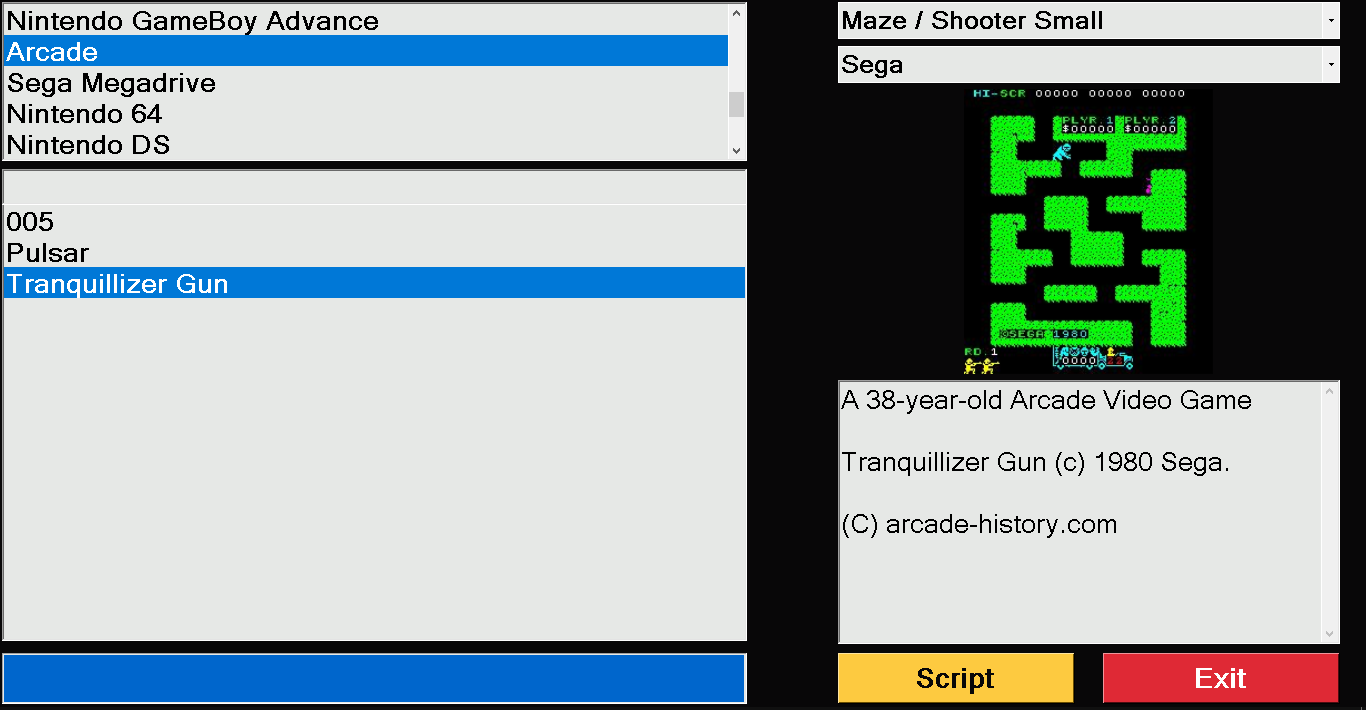 Nintendo GameBoy Advance
Arcade
Sega Megadrive
Nintendo 64
Nintendo DS
005
Pulsar
Tranquillizer Gun
Maze / Shooter Small
Sega
HI-SCR 00000 00000 00000
PLYR.1 PLYR.2
$00000 $00000
©SEGA 1980
RD.1
0000 22
A 38-year-old Arcade Video Game
Tranquillizer Gun (c) 1980 Sega.
(C) arcade-history.com
Script
Exit